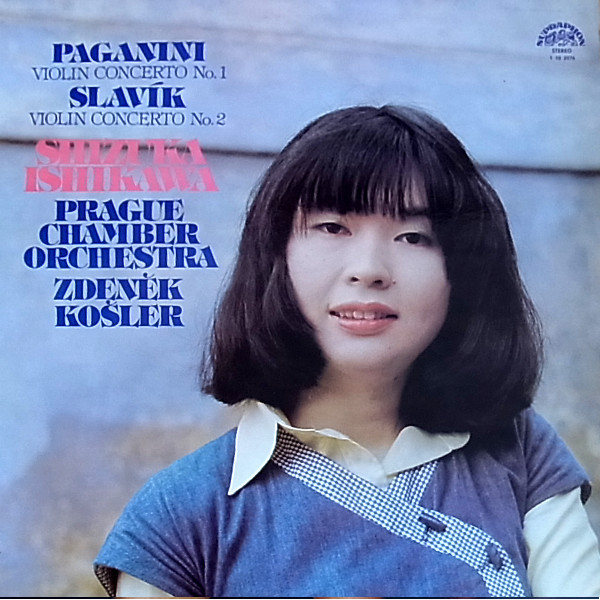 PAGANINI
VIOLIN CONCERTO No. 1
SLAVÍK
VIOLIN CONCERTO No. 2
SHIZUKA
ISHIKAWA
PRAGUE
CHAMBER
ORCHESTRA
ZDENĚK
KOŠLER
SUPRAPHON
STEREO